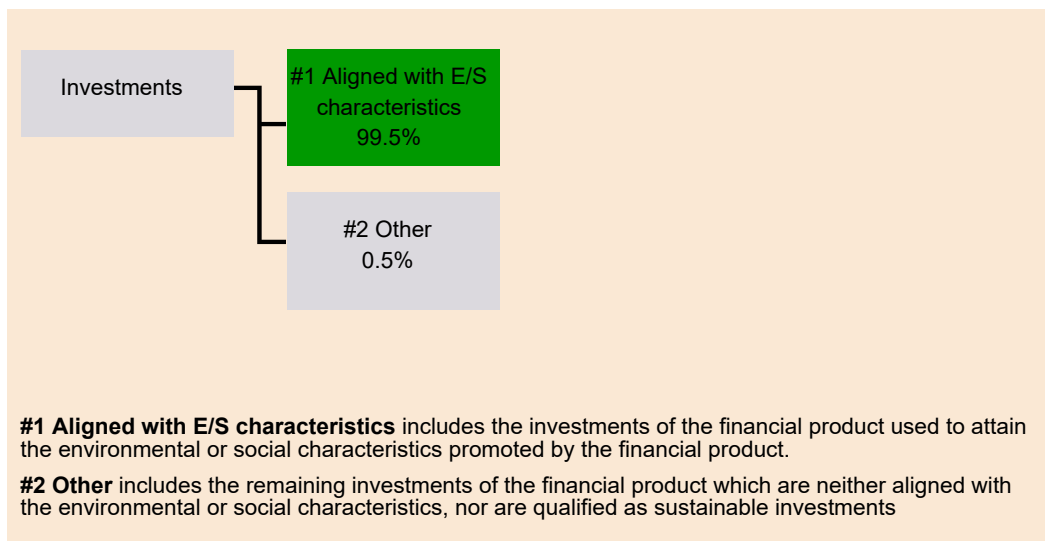 Investments
#1 Aligned with E/S
characteristics
99.5%
#2 Other
0.5%
#1 Aligned with E/S characteristics includes the investments of the financial product used to attain
the environmental or social characteristics promoted by the financial product.
#2 Other includes the remaining investments of the financial product which are neither aligned with
the environmental or social characteristics, nor are qualified as sustainable investments